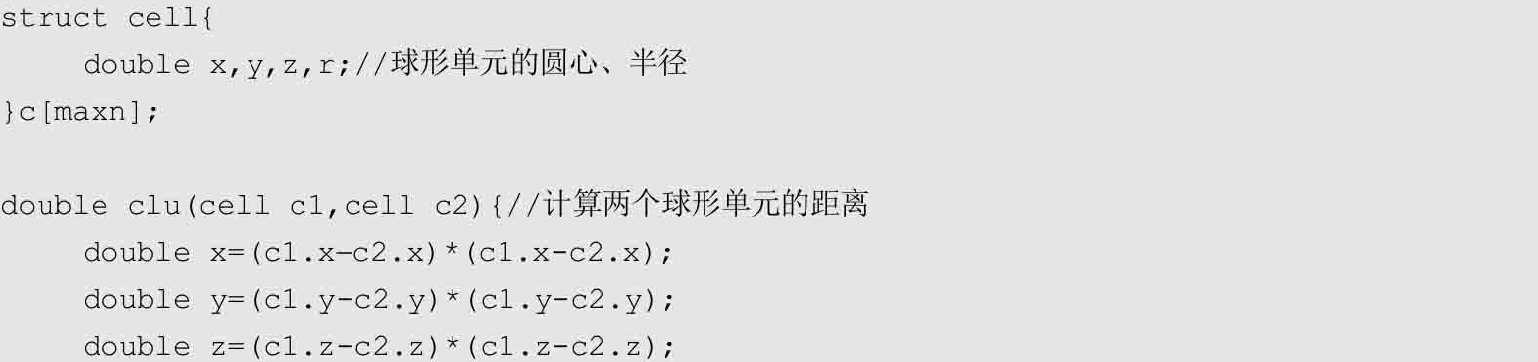 struct cell{
    double x,y,z,r;//球形单元的圆心、半径
}c[maxn];
double clu(cell c1,cell c2){//计算两个球形单元的距离
    double x=(c1.x–c2.x)*(c1.x-c2.x);
    double y=(c1.y-c2.y)*(c1.y-c2.y);
    double z=(c1.z-c2.z)*(c1.z-c2.z);